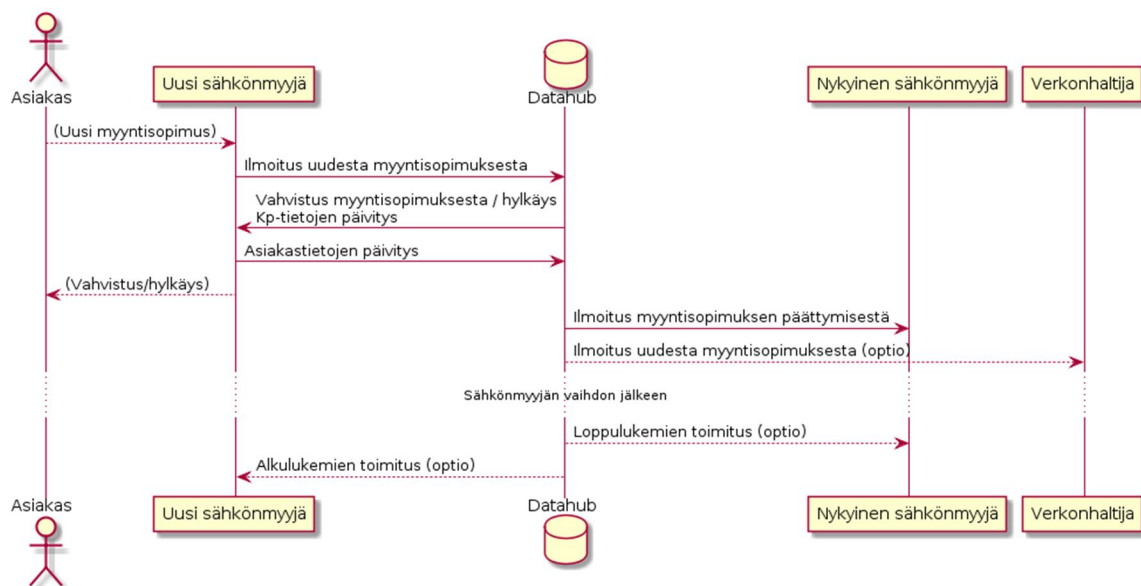 Asiakas
Uusi sähkönmyyjä
Datahub
Nykyinen sähkönmyyjä
Verkonhaltija
(Uusi myyntisopimus)
Ilmoitus uudesta myyntisopimuksesta
Vahvistus myyntisopimuksesta / hylkäys
Kp-tietojen päivitys
Asiakastietojen päivitys
(Vahvistus/hylkäys)
Ilmoitus myyntisopimuksen päättymisestä
Ilmoitus uudesta myyntisopimuksesta (optio)
Sähkönmyyjän vaihdon jälkeen
Loppulukemien toimitus (optio)
Alkulukemien toimitus (optio)
Asiakas
Uusi sähkönmyyjä
Datahub
Nykyinen sähkönmyyjä
Verkonhaltija